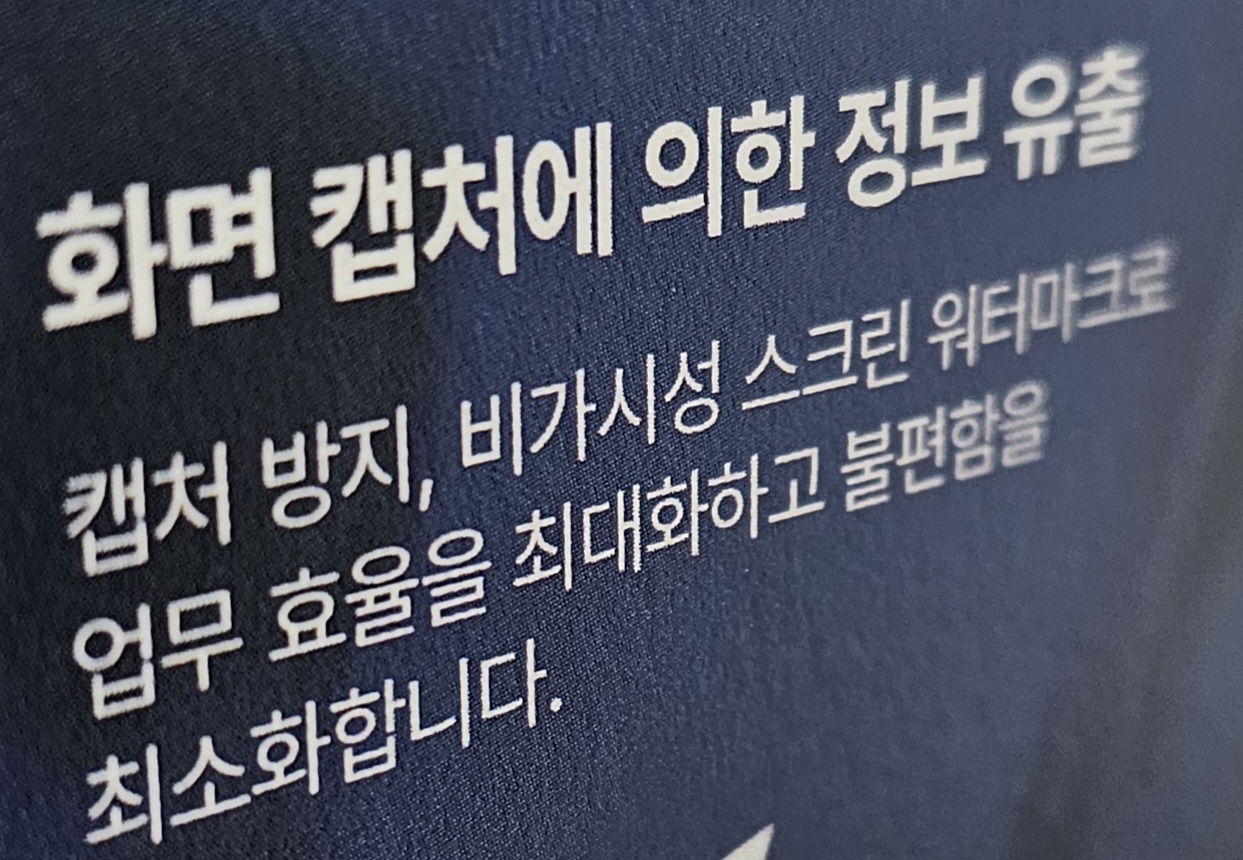 화면 캡처에 의한 정보 유출
캡처 방지, 비가시성 스크린 워터마크로
업무 효율을 최대화하고 불편함을
최소화합니다.